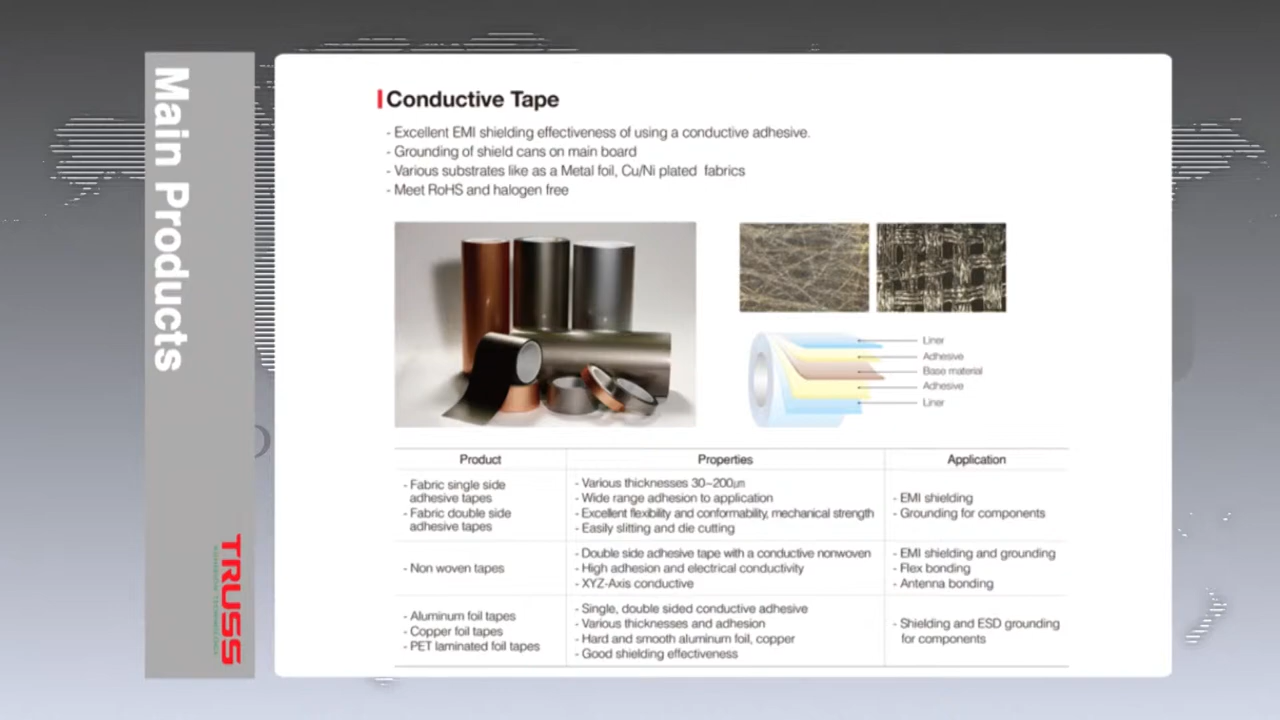 Main Products
TRUSS
Conductive Tape
- Excellent EMI shielding effectiveness of using a conductive adhesive.
- Grounding of shield cans on main board
- Various substrates like as a Metal foil, Cu/Ni plated fabrics
- Meet RoHS and halogen free
Liner
Adhesive
Base material
Adhesive
Liner
Product
Properties
Application
- Fabric single side
adhesive tapes
- Fabric double side
adhesive tapes
- Various thicknesses 30~200㎛
- Wide range adhesion to application
- Excellent flexibility and conformability, mechanical strength
- Easily slitting and die cutting
- EMI shielding
- Grounding for components
- Non woven tapes
- Double side adhesive tape with a conductive nonwoven
- High adhesion and electrical conductivity
- XYZ-Axis conductive
- EMI shielding and grounding
- Flex bonding
- Antenna bonding
- Aluminum foil tapes
- Copper foil tapes
- PET laminated foil tapes
- Single, double sided conductive adhesive
- Various thicknesses and adhesion
- Hard and smooth aluminum foil, copper
- Good shielding effectiveness
- Shielding and ESD grounding
for components